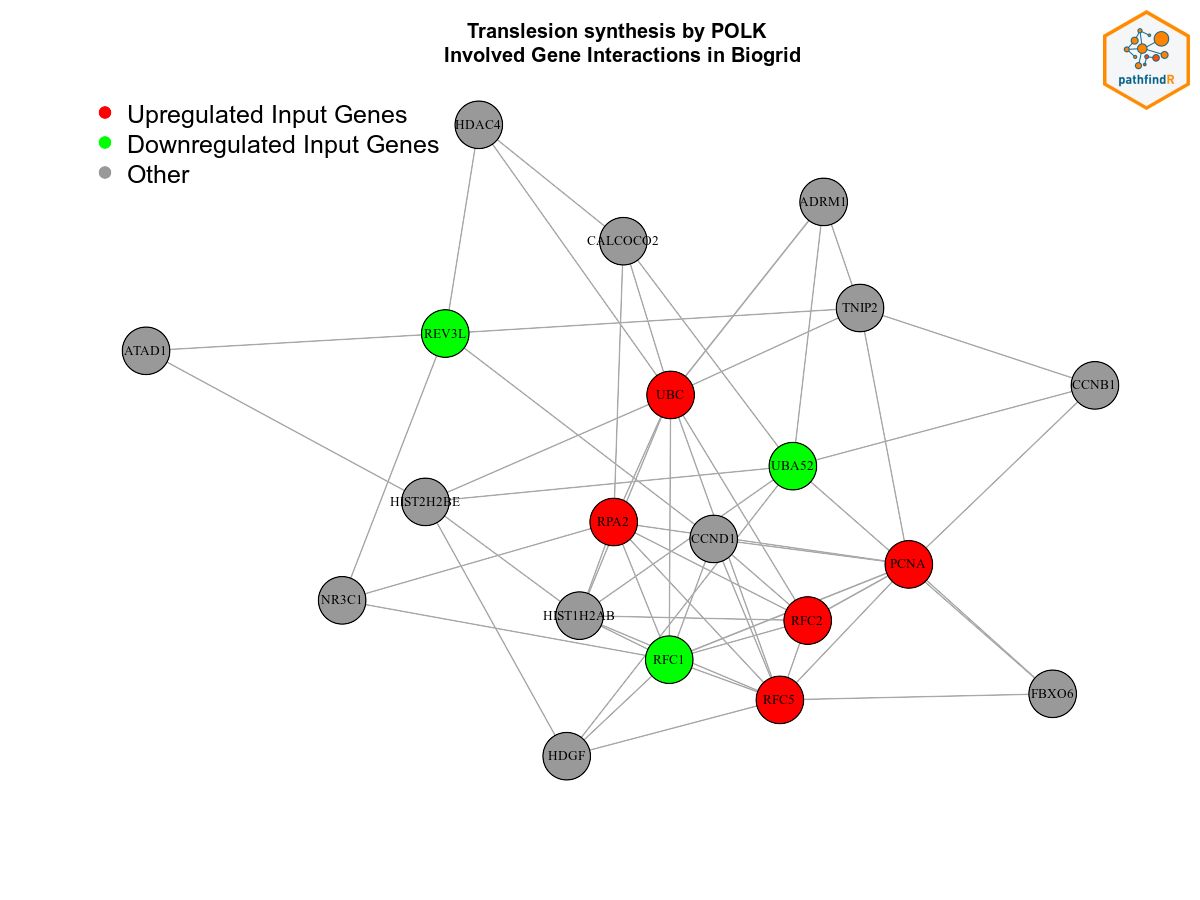 Translesion synthesis by POLK
Involved Gene Interactions in Biogrid
pathfindR
Upregulated Input Genes
Downregulated Input Genes
Other
HDAC4
ADRM1
CALCOCO2
TNIP2
REV3L
ATAD1
CCNB1
UBC
UBA52
HIST2H2BE
RPA2
CCND1
PCNA
NR3C1
HIST1H2AB
RFC2
RFC1
FBXO6
RFC5
HDGF